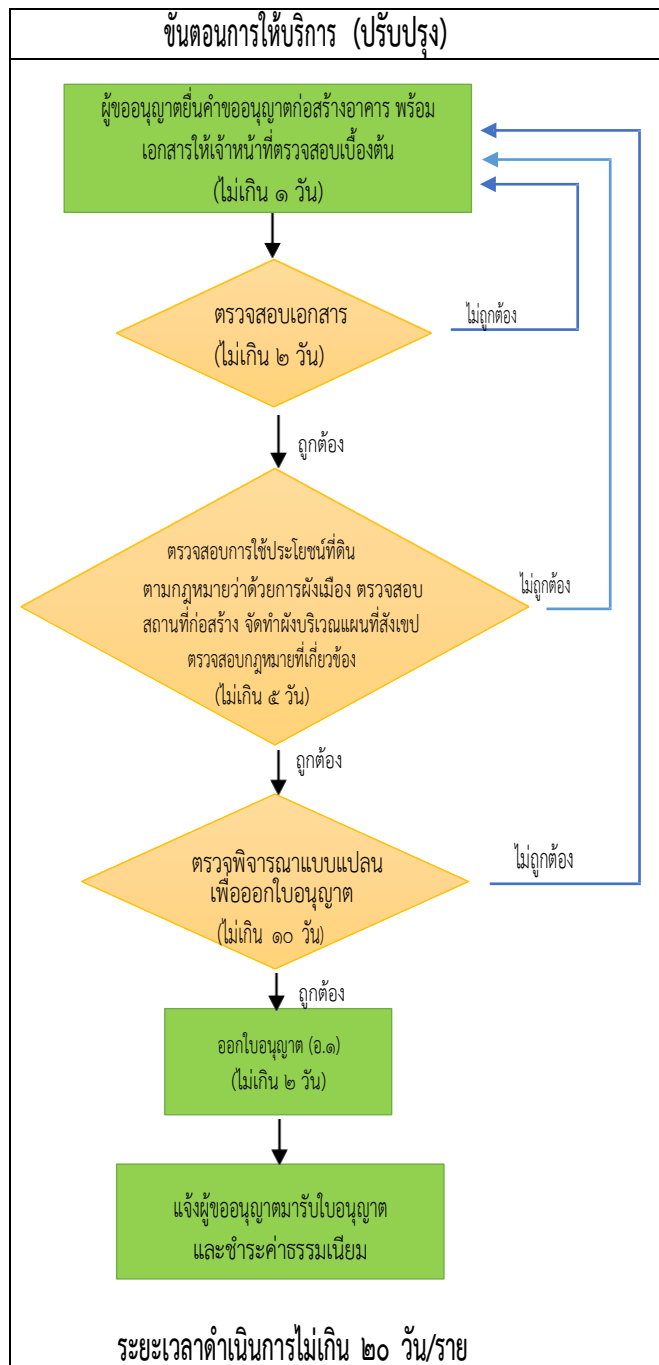 ขั้นตอนการให้บริการ (ปรับปรุง)
ผู้ขออนุญาตยื่นคำขออนุญาตก่อสร้างอาคาร พร้อม
เอกสารให้เจ้าหน้าที่ตรวจสอบเบื้องต้น
(ไม่เกิน ๑ วัน)
ตรวจสอบเอกสาร
(ไม่เกิน ๒ วัน)
ไม่ถูกต้อง
ถูกต้อง
ตรวจสอบการใช้ประโยชน์ที่ดิน
ตามกฎหมายว่าด้วยการผังเมือง ตรวจสอบ
สถานที่ก่อสร้าง จัดทำผังบริเวณแผนที่สังเขป
ตรวจสอบกฎหมายที่เกี่ยวข้อง
(ไม่เกิน ๕ วัน)
ไม่ถูกต้อง
ถูกต้อง
ตรวจพิจารณาแบบแปลน
เพื่อออกใบอนุญาต
(ไม่เกิน ๑๐ วัน)
ไม่ถูกต้อง
ถูกต้อง
ออกใบอนุญาต (อ.๑)
(ไม่เกิน ๒ วัน)
แจ้งผู้ขออนุญาตมารับใบอนุญาต
และชำระค่าธรรมเนียม
ระยะเวลาดำเนินการไม่เกิน ๒๐ วัน/ราย